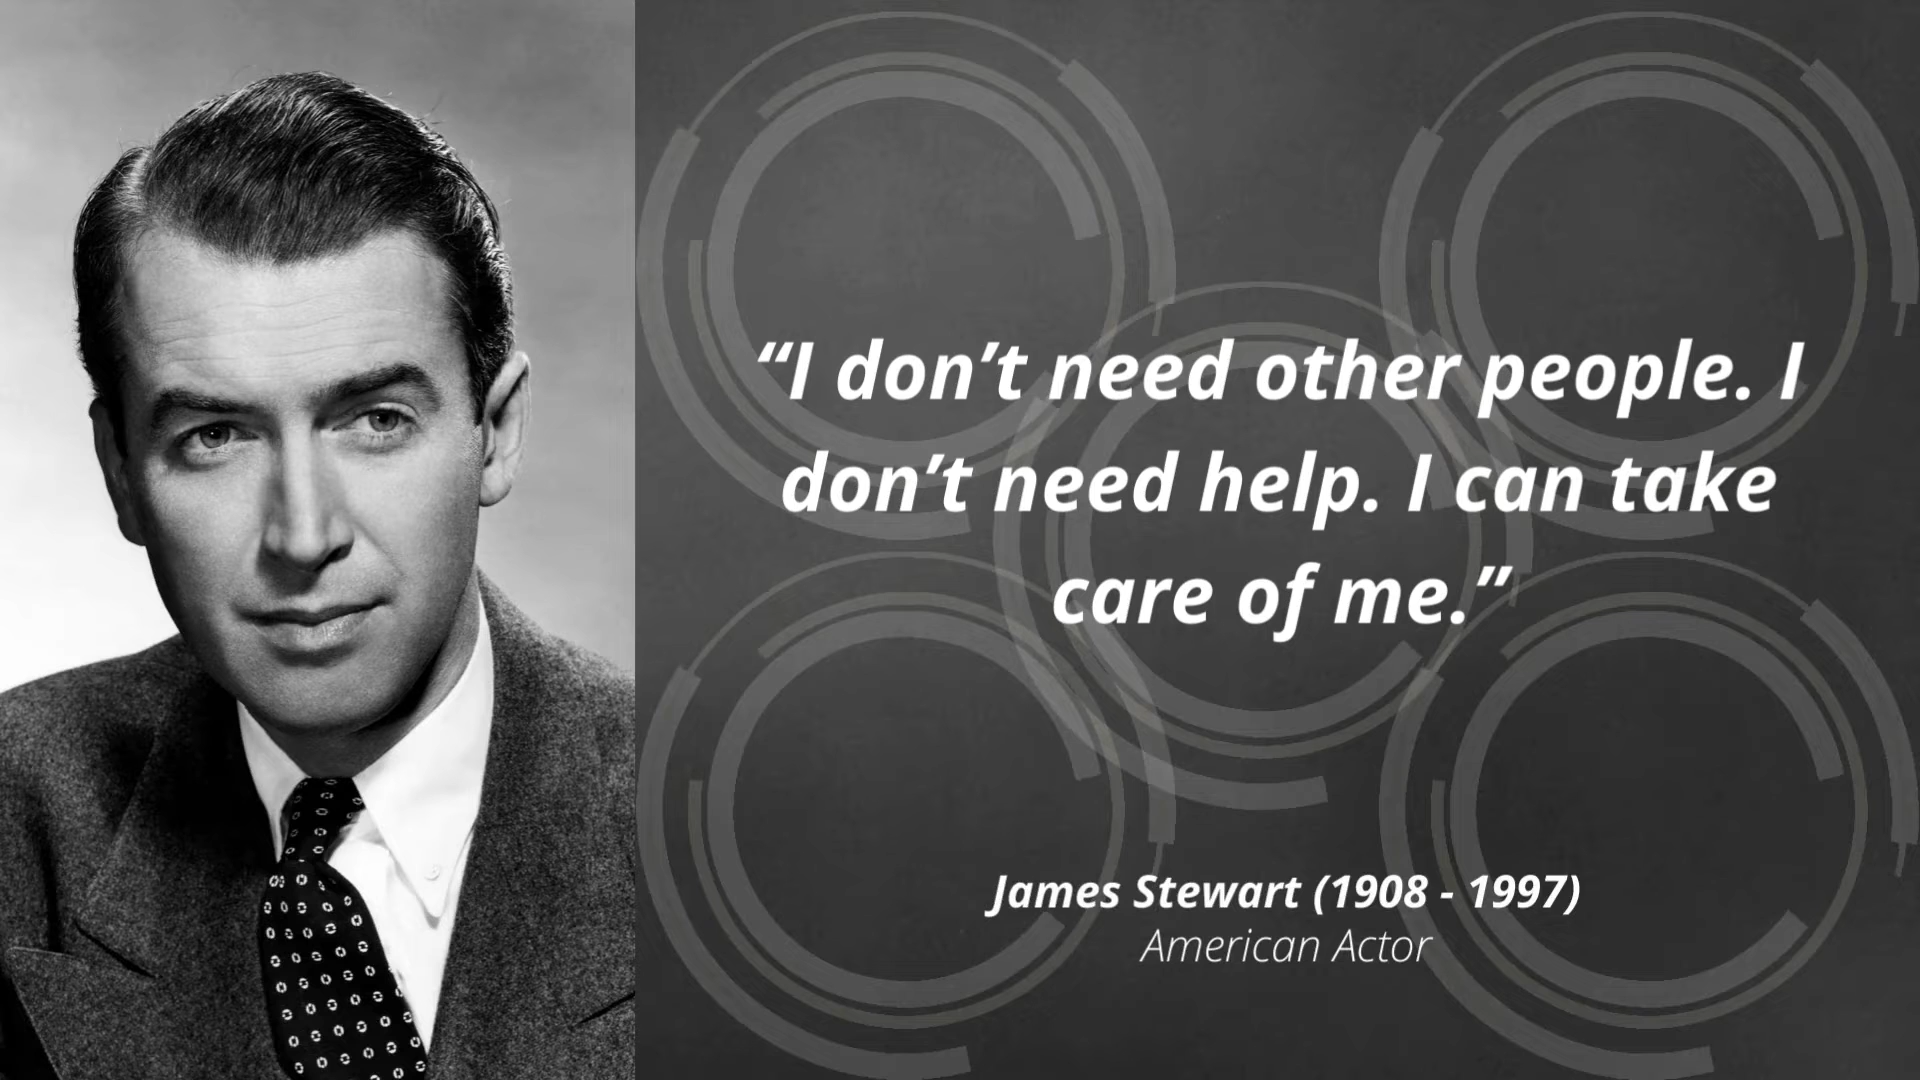 “I don’t need other people. I
don’t need help. I can take
care of me.”
James Stewart (1908 - 1997)
American Actor